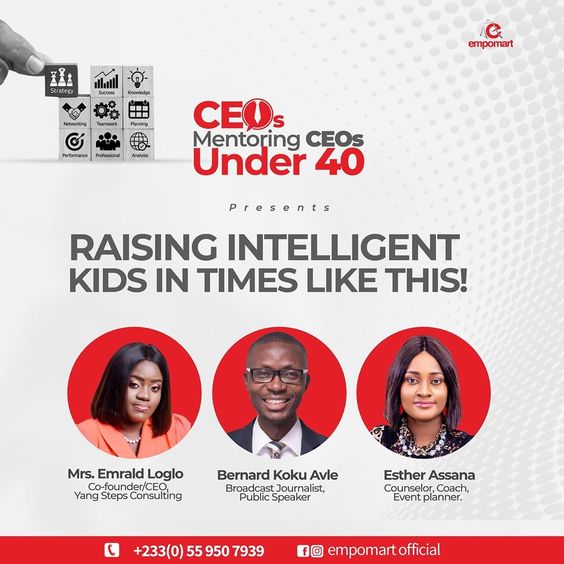 empomart
Strategy
Success
Knowledge
Networking
Teamwork
Planning
Performance
Professional
Analysis
CEOs
Mentoring CEOs
Under 40
Presents
RAISING INTELLIGENT
KIDS IN TIMES LIKE THIS!
Mrs. Emrald Loglo
Co-founder/CEO,
Yang Steps Consulting
Bernard Koku Avle
Broadcast Journalist,
Public Speaker
Esther Assana
Counselor, Coach,
Event planner.
+233(0) 55 950 7939
empomart official